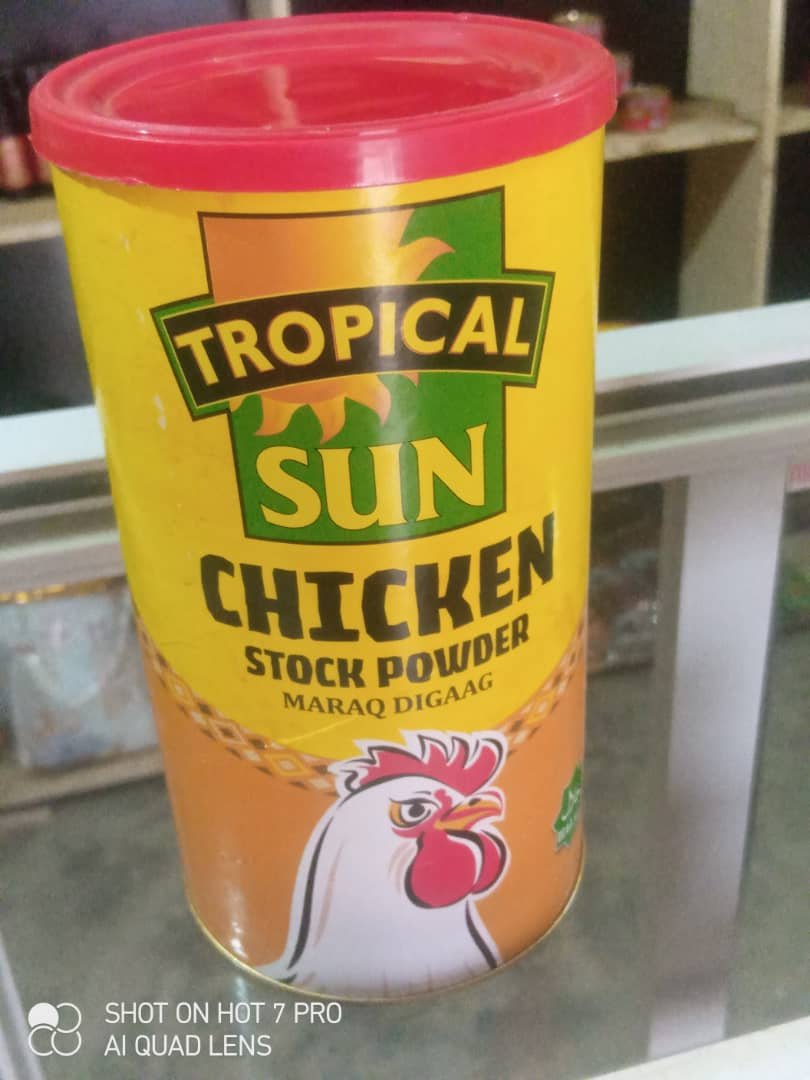 TROPICAL
SUN
CHICKEN
STOCK POWDER
MARAQ DIGAAG
SHOT ON HOT 7 PRO
AI QUAD LENS